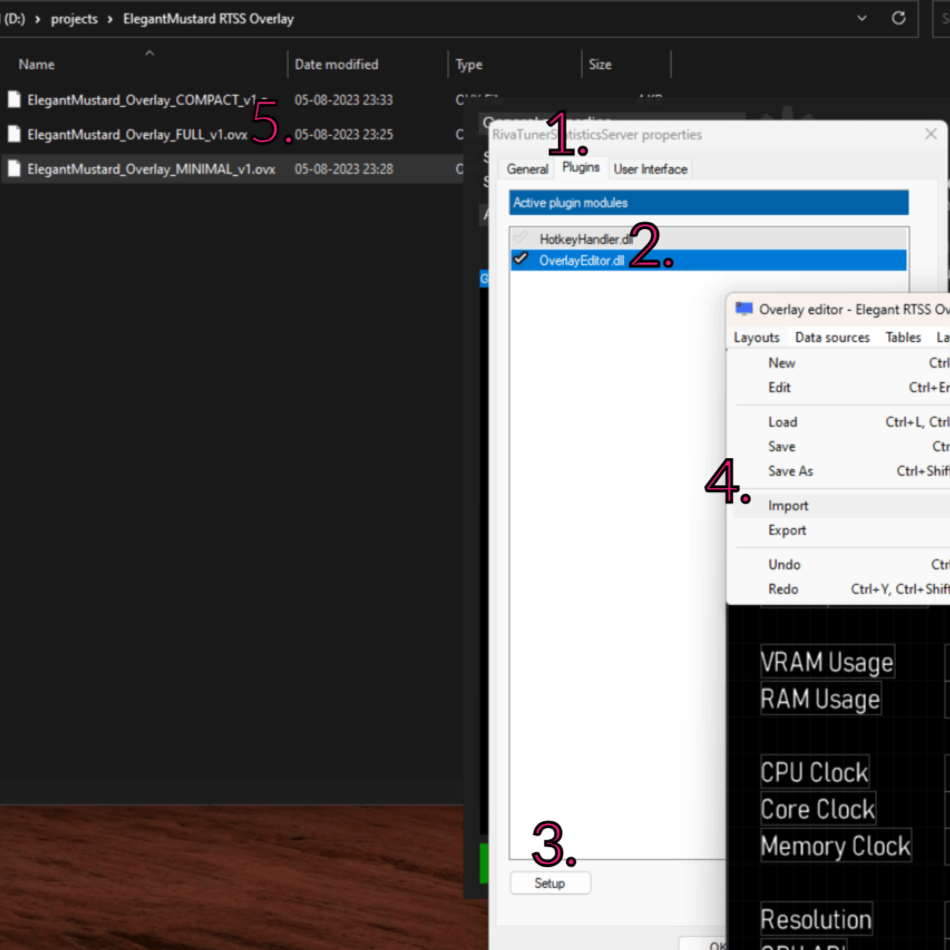 (D:) > projects > ElegantMustard RTSS Overlay
Name Date modified Type Size
ElegantMustard_Overlay_COMPACT_v1 05-08-2023 23:33
ElegantMustard_Overlay_FULL_v1.ovx 05-08-2023 23:25
ElegantMustard_Overlay_MINIMAL_v1.ovx 05-08-2023 23:28
5.
1.
RivaTunerStatisticsServer properties
General Plugins User Interface
Active plugin modules
HotkeyHandler.dll
OverlayEditor.dll
2.
Overlay editor - Elegant RTSS Ov
Layouts Data sources Tables La
New Ctrl
Edit Ctrl+En
Load Ctrl+L, Ctrl
Save Ctr
Save As Ctrl+Shift
4.
Import
Export
Undo Ctr
Redo Ctrl+Y, Ctrl+Shift
VRAM Usage
RAM Usage
CPU Clock
Core Clock
Memory Clock
Resolution
3.
Setup
OK